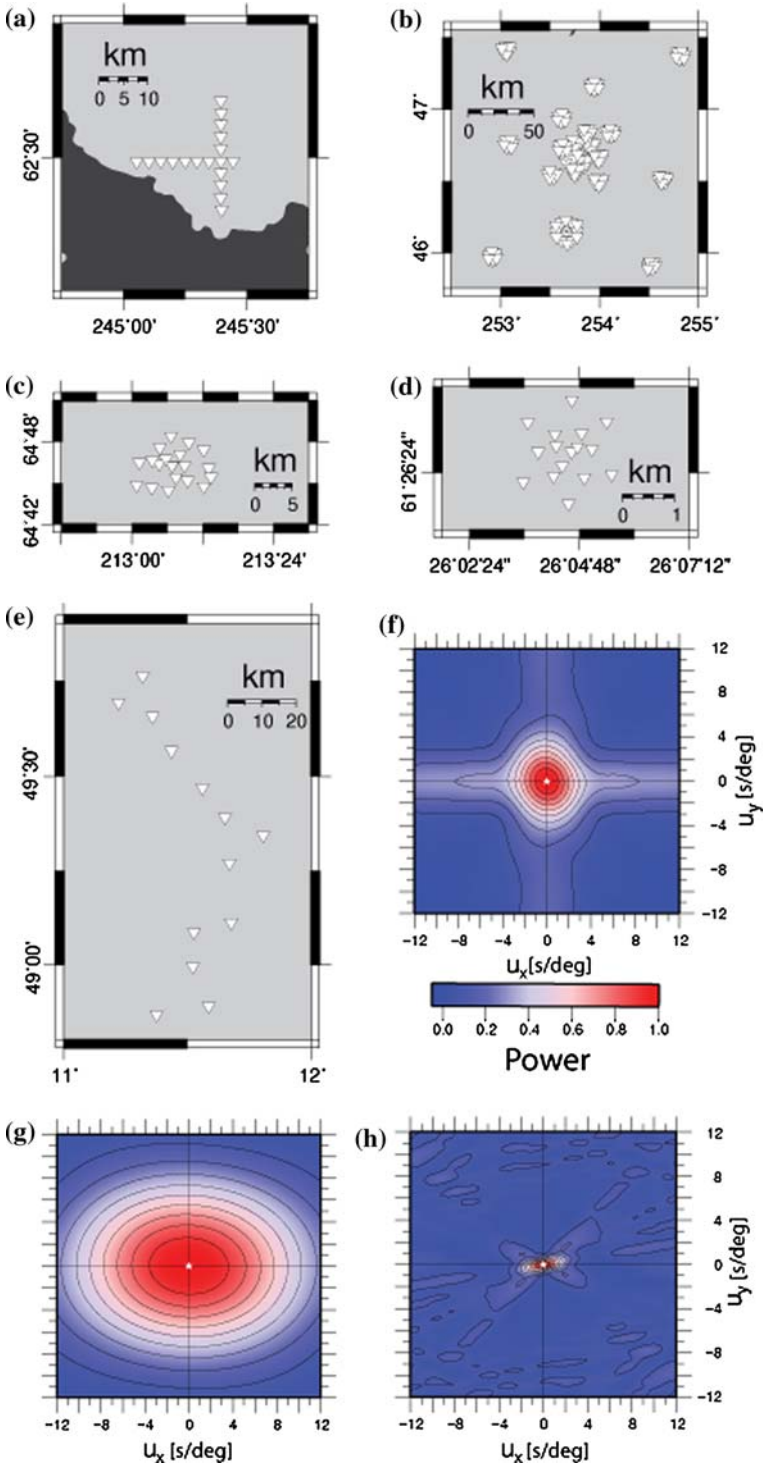 (a)
km
0 5 10
62°30'
245°00' 245°30'
(b)
km
0 50
47°
46°
253° 254° 255°
(c)
64°48'
64°42'
km
0 5
213°00' 213°24'
(d)
61°26'24"
km
0 1
26°02'24" 26°04'48" 26°07'12"
(e)
km
0 10 20
49°30'
49°00'
11° 12°
(f)
12
8
4
0
-4
-8
-12
uy [s/deg]
-12 -8 -4 0 4 8 12
ux[s/deg]
0.0 0.2 0.4 0.6 0.8 1.0
Power
(g)
-12 -8 -4 0 4 8 12
ux [s/deg]
(h)
12
8
4
0
-4
-8
-12
uy [s/deg]
-12 -8 -4 0 4 8 12
ux [s/deg]